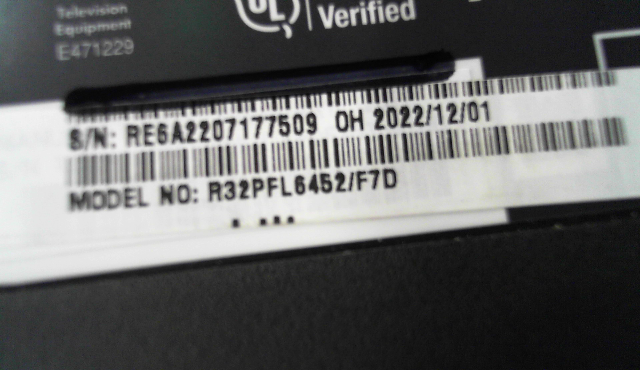 Television
Equipment
E471229
UL
Verified
S/N: RE6A2207177509 OH 2022/12/01
MODEL NO: R32PFL6452/F7D